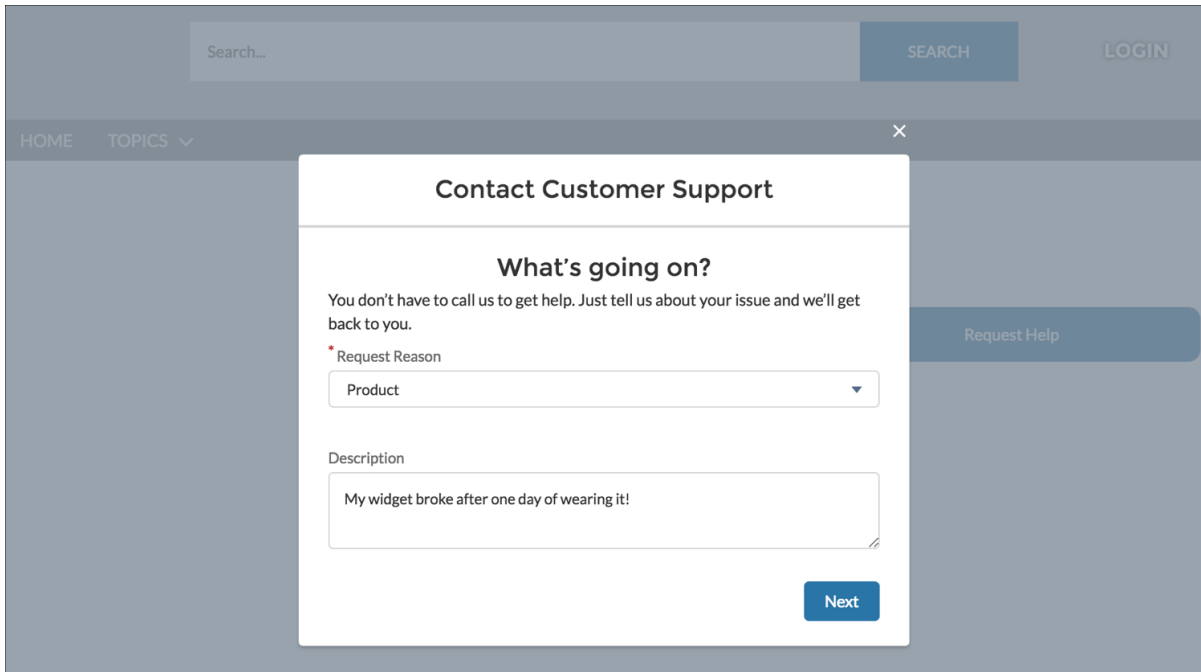 Search...
SEARCH
LOGIN
HOME
TOPICS
Contact Customer Support
What's going on?
You don't have to call us to get help. Just tell us about your issue and we'll get
back to you.
* Request Reason
Product
Request Help
Description
My widget broke after one day of wearing it!
Next